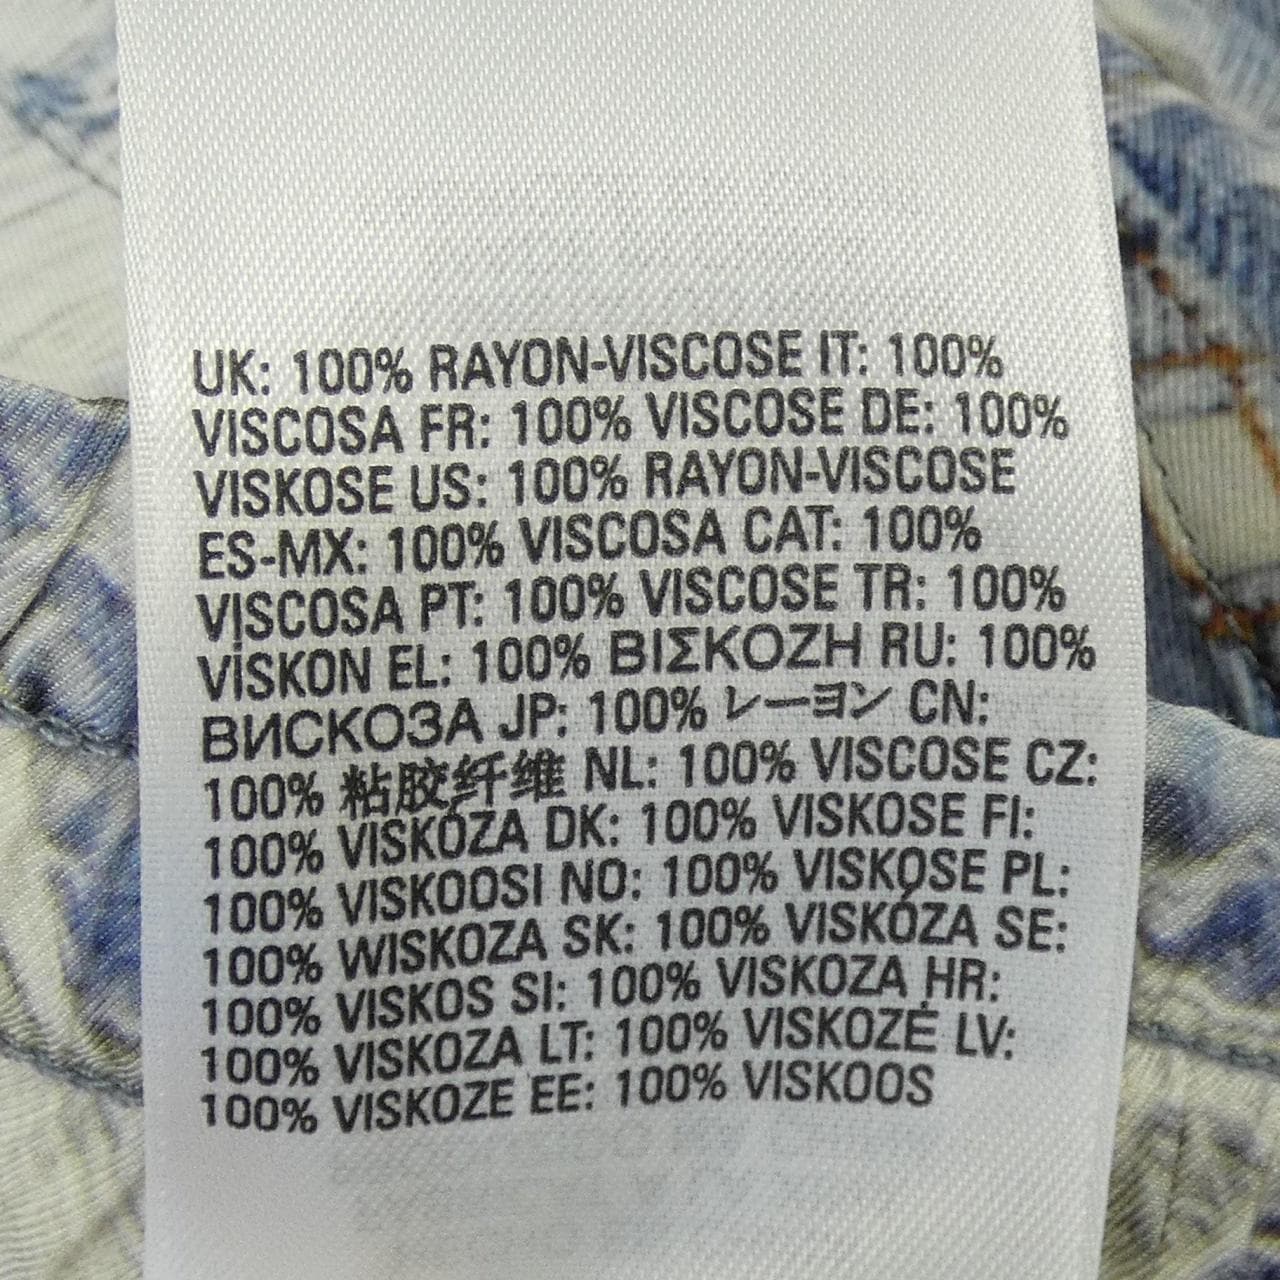 UK: 100% RAYON-VISCOSE IT: 100%
VISCOSA FR: 100% VISCOSE DE: 100%
VISKOSE US: 100% RAYON-VISCOSE
ES-MX: 100% VISCOSA CAT: 100%
VISCOSA PT: 100% VISCOSE TR: 100%
VİSKON EL: 100% ΒΙΣΚΟΖΗ RU: 100%
ВИСКОЗА JP: 100% レーヨン CN:
100% 粘胶纤维 NL: 100% VISCOSE CZ:
100% VISKÓZA DK: 100% VISKOSE FI:
100% VISKOOSI NO: 100% VISKOSE PL:
100% WISKOZA SK: 100% VISKÓZA SE:
100% VISKOS SI: 100% VISKOZA HR:
100% VISKOZA LT: 100% VISKOZĖ LV:
100% VISKOZE EE: 100% VISKOOS